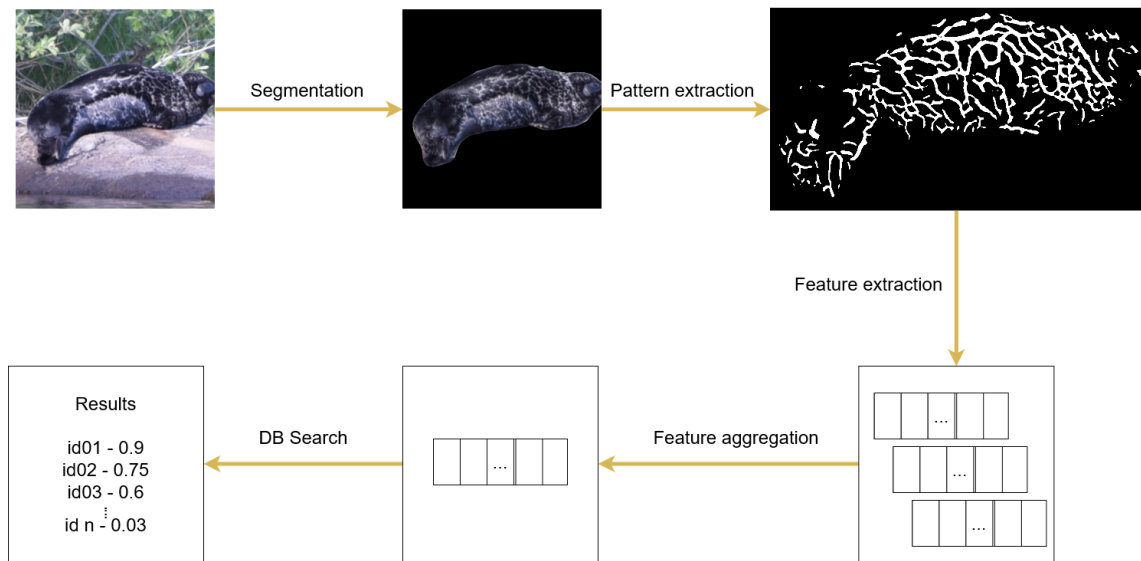 Segmentation
Pattern extraction
Feature extraction
Feature aggregation
...
...
...
...
DB Search
Results
id01 - 0.9
id02 - 0.75
id03 - 0.6
id n - 0.03